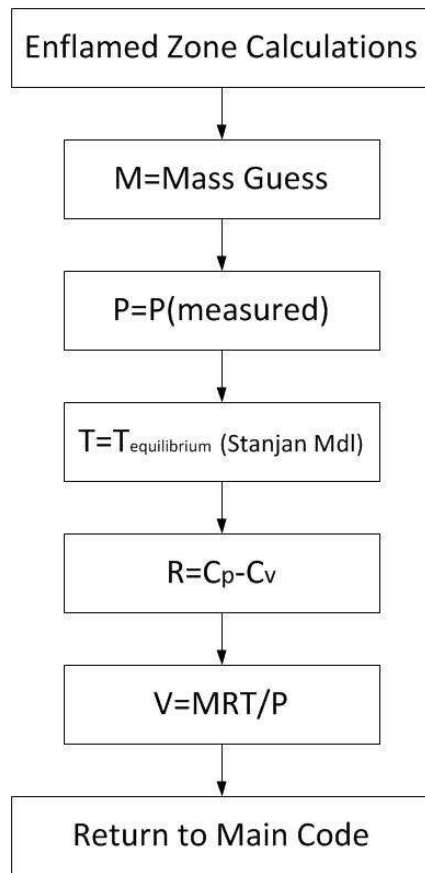 Enflamed Zone Calculations
M=Mass Guess
P=P(measured)
T=Tequilibrium (Stanjan Mdl)
R=Cp-Cv
V=MRT/P
Return to Main Code